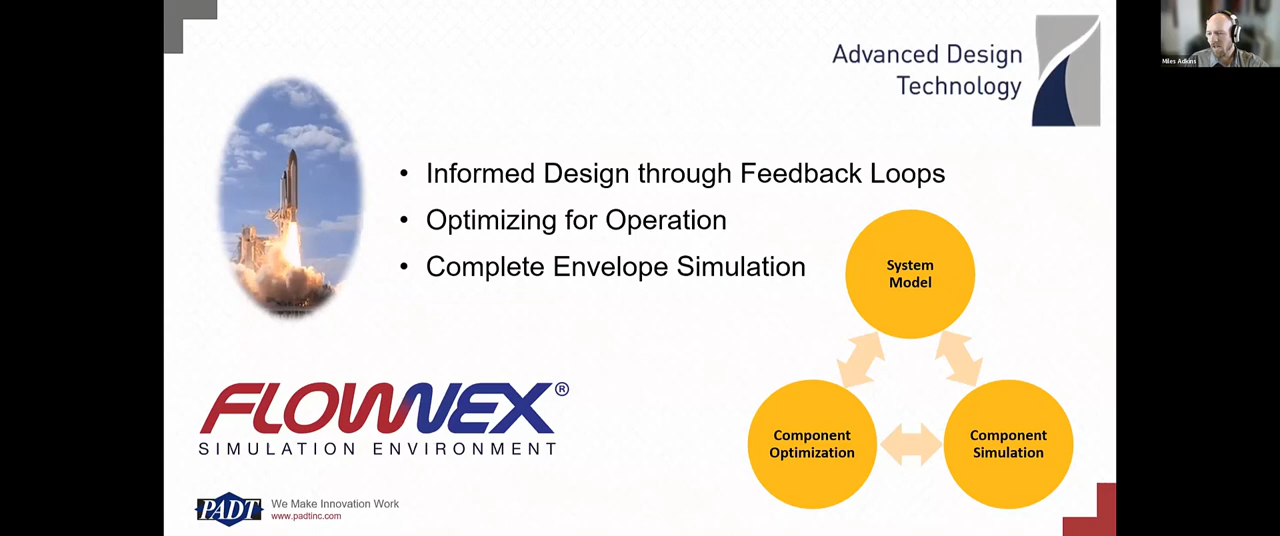 Advanced Design
Technology
Miles Adkins
• Informed Design through Feedback Loops
• Optimizing for Operation
• Complete Envelope Simulation
System
Model
Component
Optimization
Component
Simulation
FLOWNEX®
SIMULATION ENVIRONMENT
PADT
We Make Innovation Work
www.padtinc.com